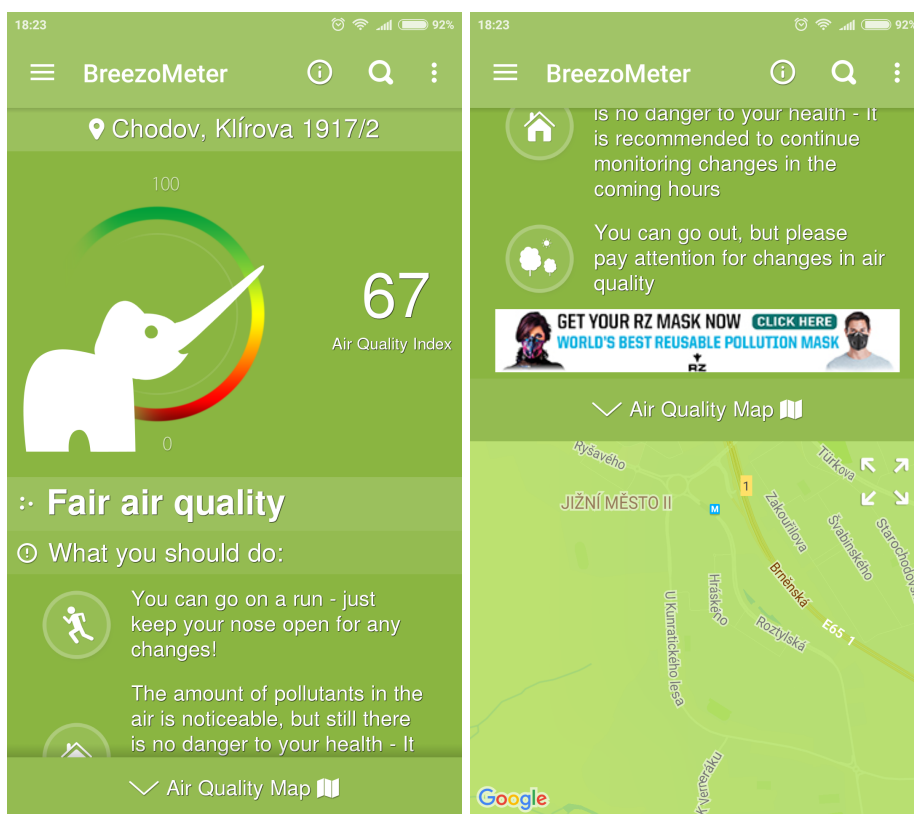 18:23
92%
BreezoMeter
Chodov, Klírova 1917/2
100
67
Air Quality Index
0
Fair air quality
What you should do:
You can go on a run - just
keep your nose open for any
changes!
The amount of pollutants in the
air is noticeable, but still there
is no danger to your health - It
Air Quality Map
18:23
92%
BreezoMeter
is no danger to your health - It
is recommended to continue
monitoring changes in the
coming hours
You can go out, but please
pay attention for changes in air
quality
GET YOUR RZ MASK NOW CLICK HERE
WORLD'S BEST REUSABLE POLLUTION MASK
RZ
Air Quality Map
Ryšavého
Türkova
1
JIŽNÍ MĚSTO II
M
Zakouřilova
Švabinského
Brněnská
Hráského
U Kunratického lesa
Roztylská
E65 1
Google